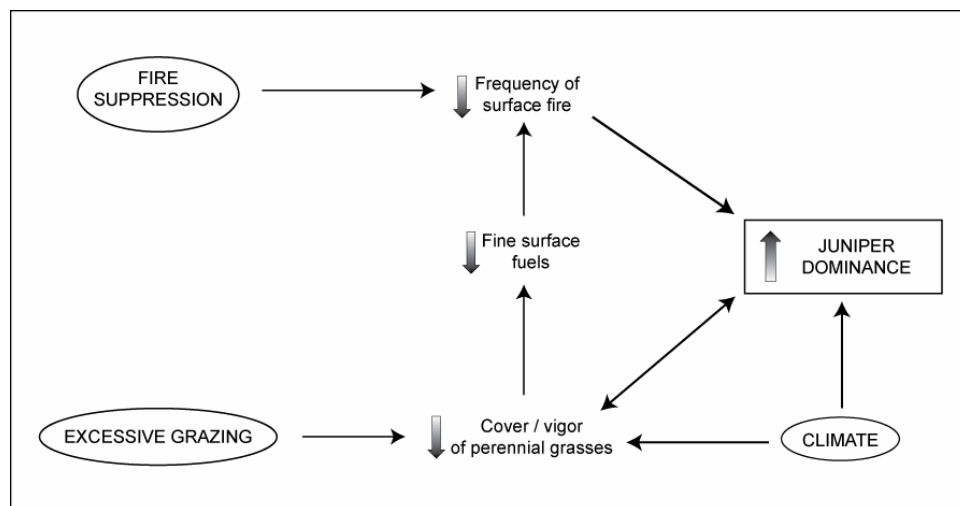 FIRE
SUPPRESSION
Frequency of
surface fire
Fine surface
fuels
JUNIPER
DOMINANCE
EXCESSIVE GRAZING
Cover / vigor
of perennial grasses
CLIMATE